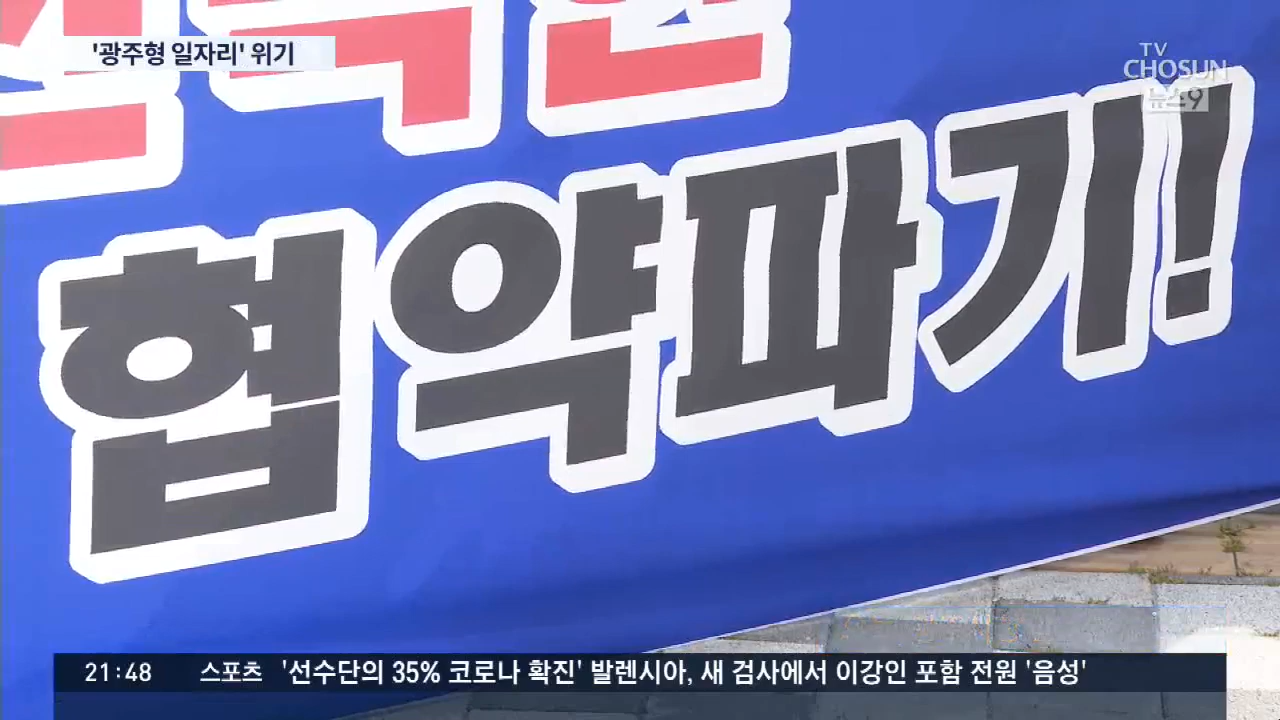 '광주형 일자리' 위기
TV
CHOSUN
뉴스9
협약파기!
21:48 스포츠 '선수단의 35% 코로나 확진' 발렌시아, 새 검사에서 이강인 포함 전원 '음성'